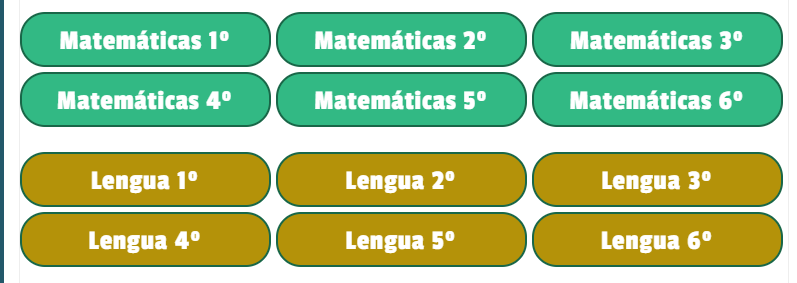 Matemáticas 1º Matemáticas 2º Matemáticas 3º
Matemáticas 4º Matemáticas 5º Matemáticas 6º
Lengua 1º Lengua 2º Lengua 3º
Lengua 4º Lengua 5º Lengua 6º